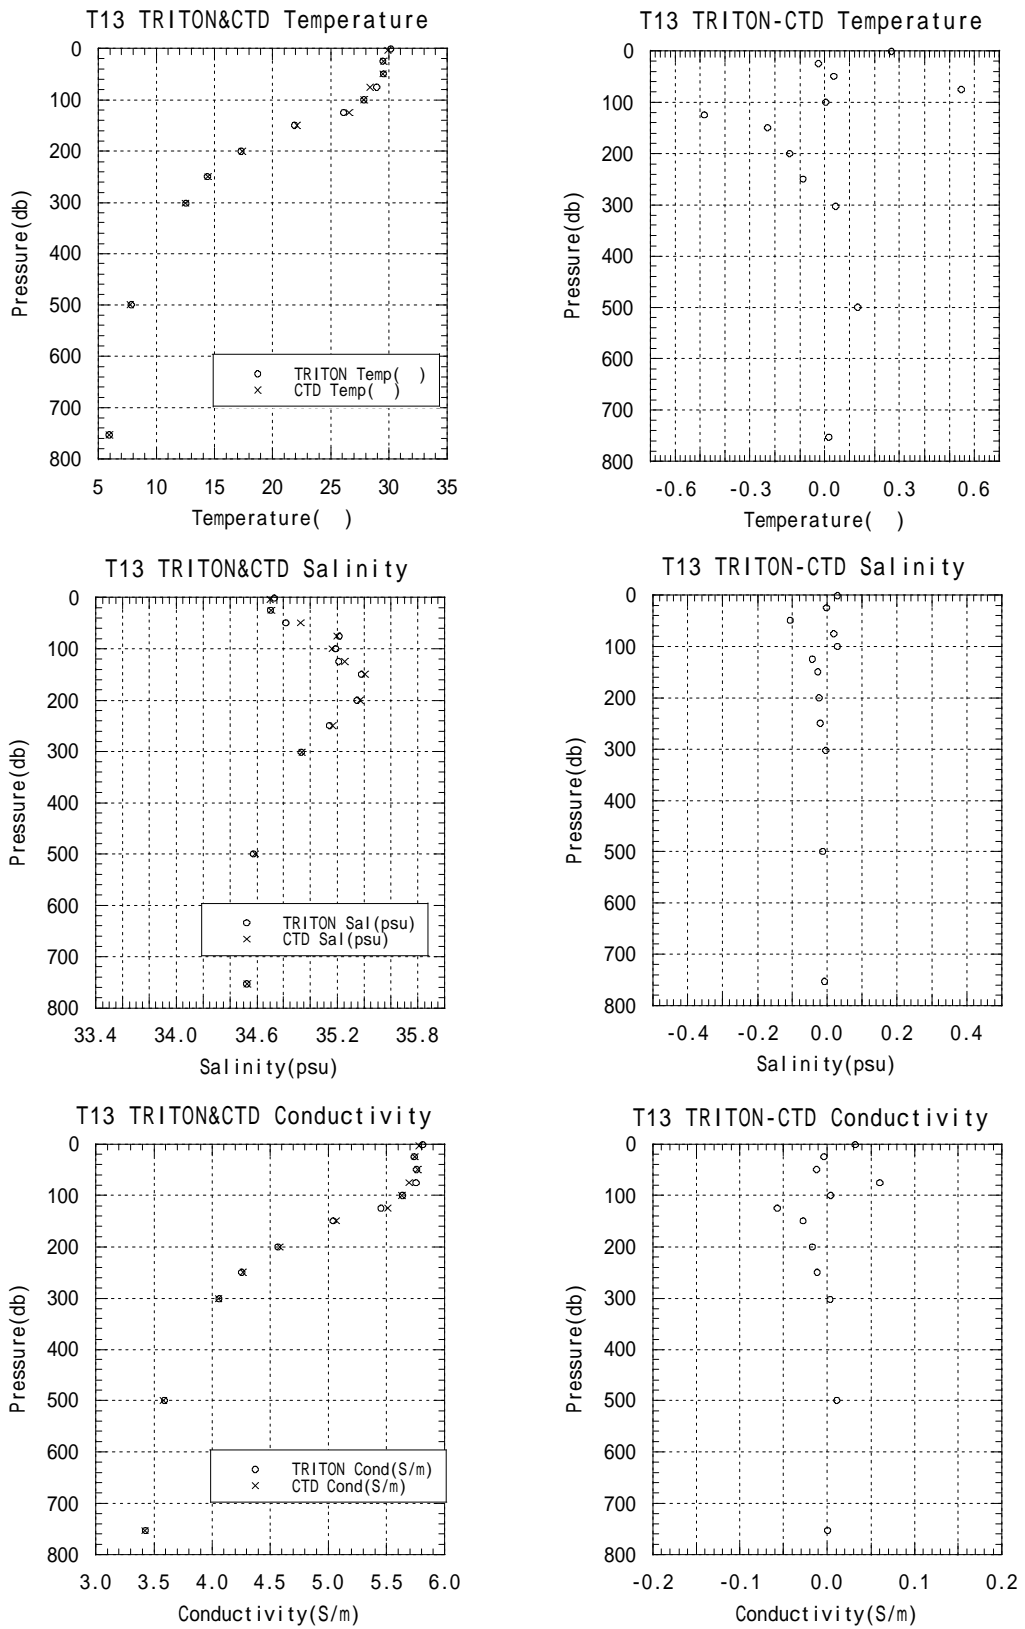 T13 TRITON&CTD Temperature
0
100
200
300
400
500
600
700
800
Pressure(db)
TRITON Temp( )
CTD Temp( )
5 10 15 20 25 30 35
Temperature( )
T13 TRITON-CTD Temperature
0
100
200
300
400
500
600
700
800
Pressure(db)
-0.6 -0.3 0.0 0.3 0.6
Temperature( )
T13 TRITON&CTD Salinity
0
100
200
300
400
500
600
700
800
Pressure(db)
TRITON Sal(psu)
CTD Sal(psu)
33.4 34.0 34.6 35.2 35.8
Salinity(psu)
T13 TRITON-CTD Salinity
0
100
200
300
400
500
600
700
800
Pressure(db)
-0.4 -0.2 0.0 0.2 0.4
Salinity(psu)
T13 TRITON&CTD Conductivity
0
100
200
300
400
500
600
700
800
Pressure(db)
TRITON Cond(S/m)
CTD Cond(S/m)
3.0 3.5 4.0 4.5 5.0 5.5 6.0
Conductivity(S/m)
T13 TRITON-CTD Conductivity
0
100
200
300
400
500
600
700
800
Pressure(db)
-0.2 -0.1 0.0 0.1 0.2
Conductivity(S/m)